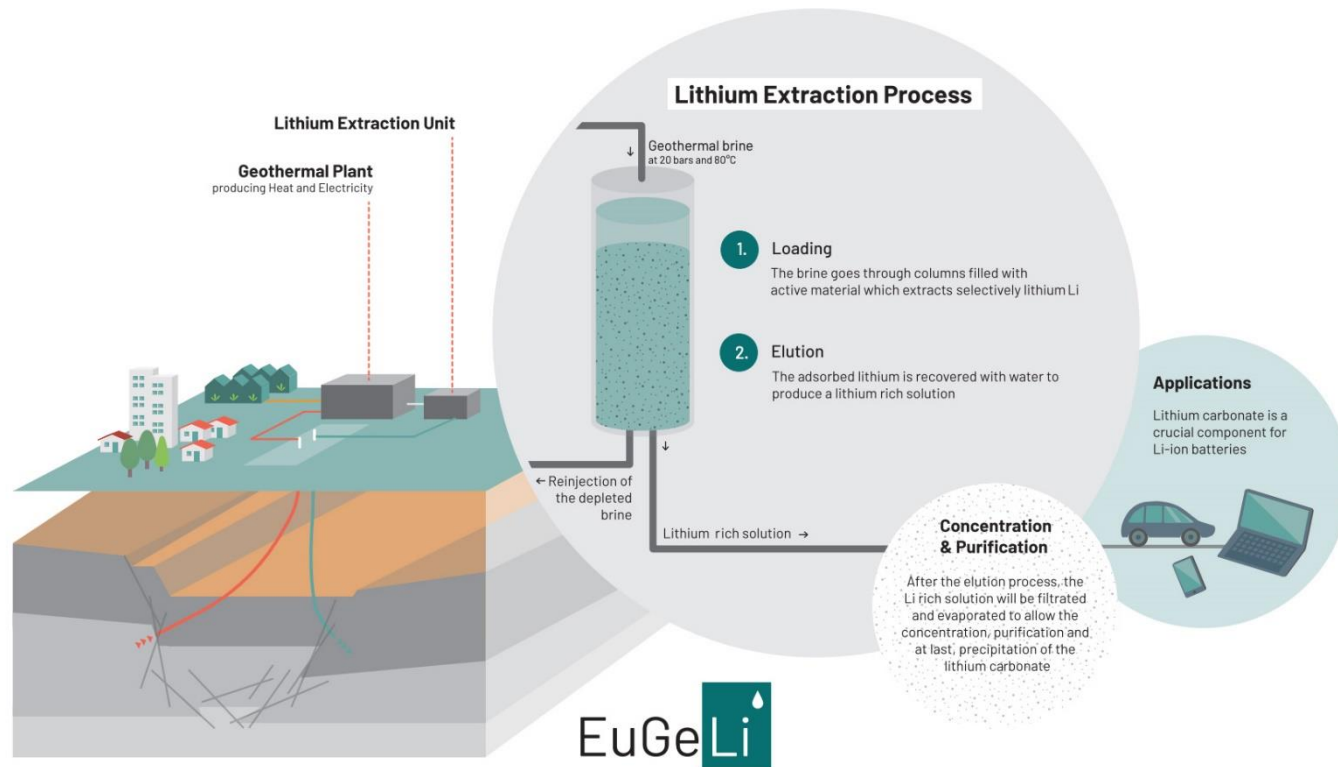 Lithium Extraction Process
Lithium Extraction Unit
Geothermal Plant
producing Heat and Electricity
↓ Geothermal brine
at 20 bars and 80°C
1. Loading
The brine goes through columns filled with
active material which extracts selectively lithium Li
2. Elution
The adsorbed lithium is recovered with water to
produce a lithium rich solution
↓
← Reinjection of
the depleted
brine
Lithium rich solution →
Concentration
& Purification
After the elution process, the
Li rich solution will be filtrated
and evaporated to allow the
concentration, purification and
at last, precipitation of the
lithium carbonate
Applications
Lithium carbonate is a
crucial component for
Li-ion batteries
EuGeLi